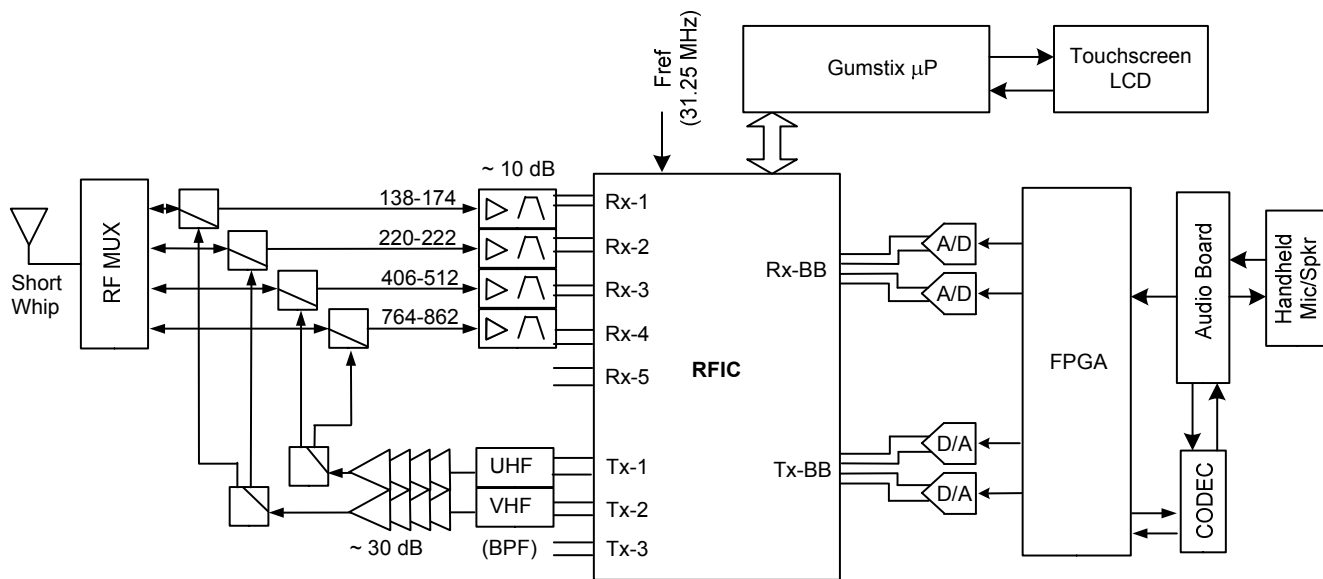 Short
Whip
RF MUX
138-174
220-222
406-512
764-862
~ 10 dB
Fref
(31.25 MHz)
Gumstix µP
Touchscreen
LCD
Rx-1
Rx-2
Rx-3
Rx-4
Rx-5
RFIC
Rx-BB
A/D
A/D
FPGA
Audio Board
Handheld
Mic/Spkr
UHF
VHF
(BPF)
~ 30 dB
Tx-1
Tx-2
Tx-3
Tx-BB
D/A
D/A
CODEC